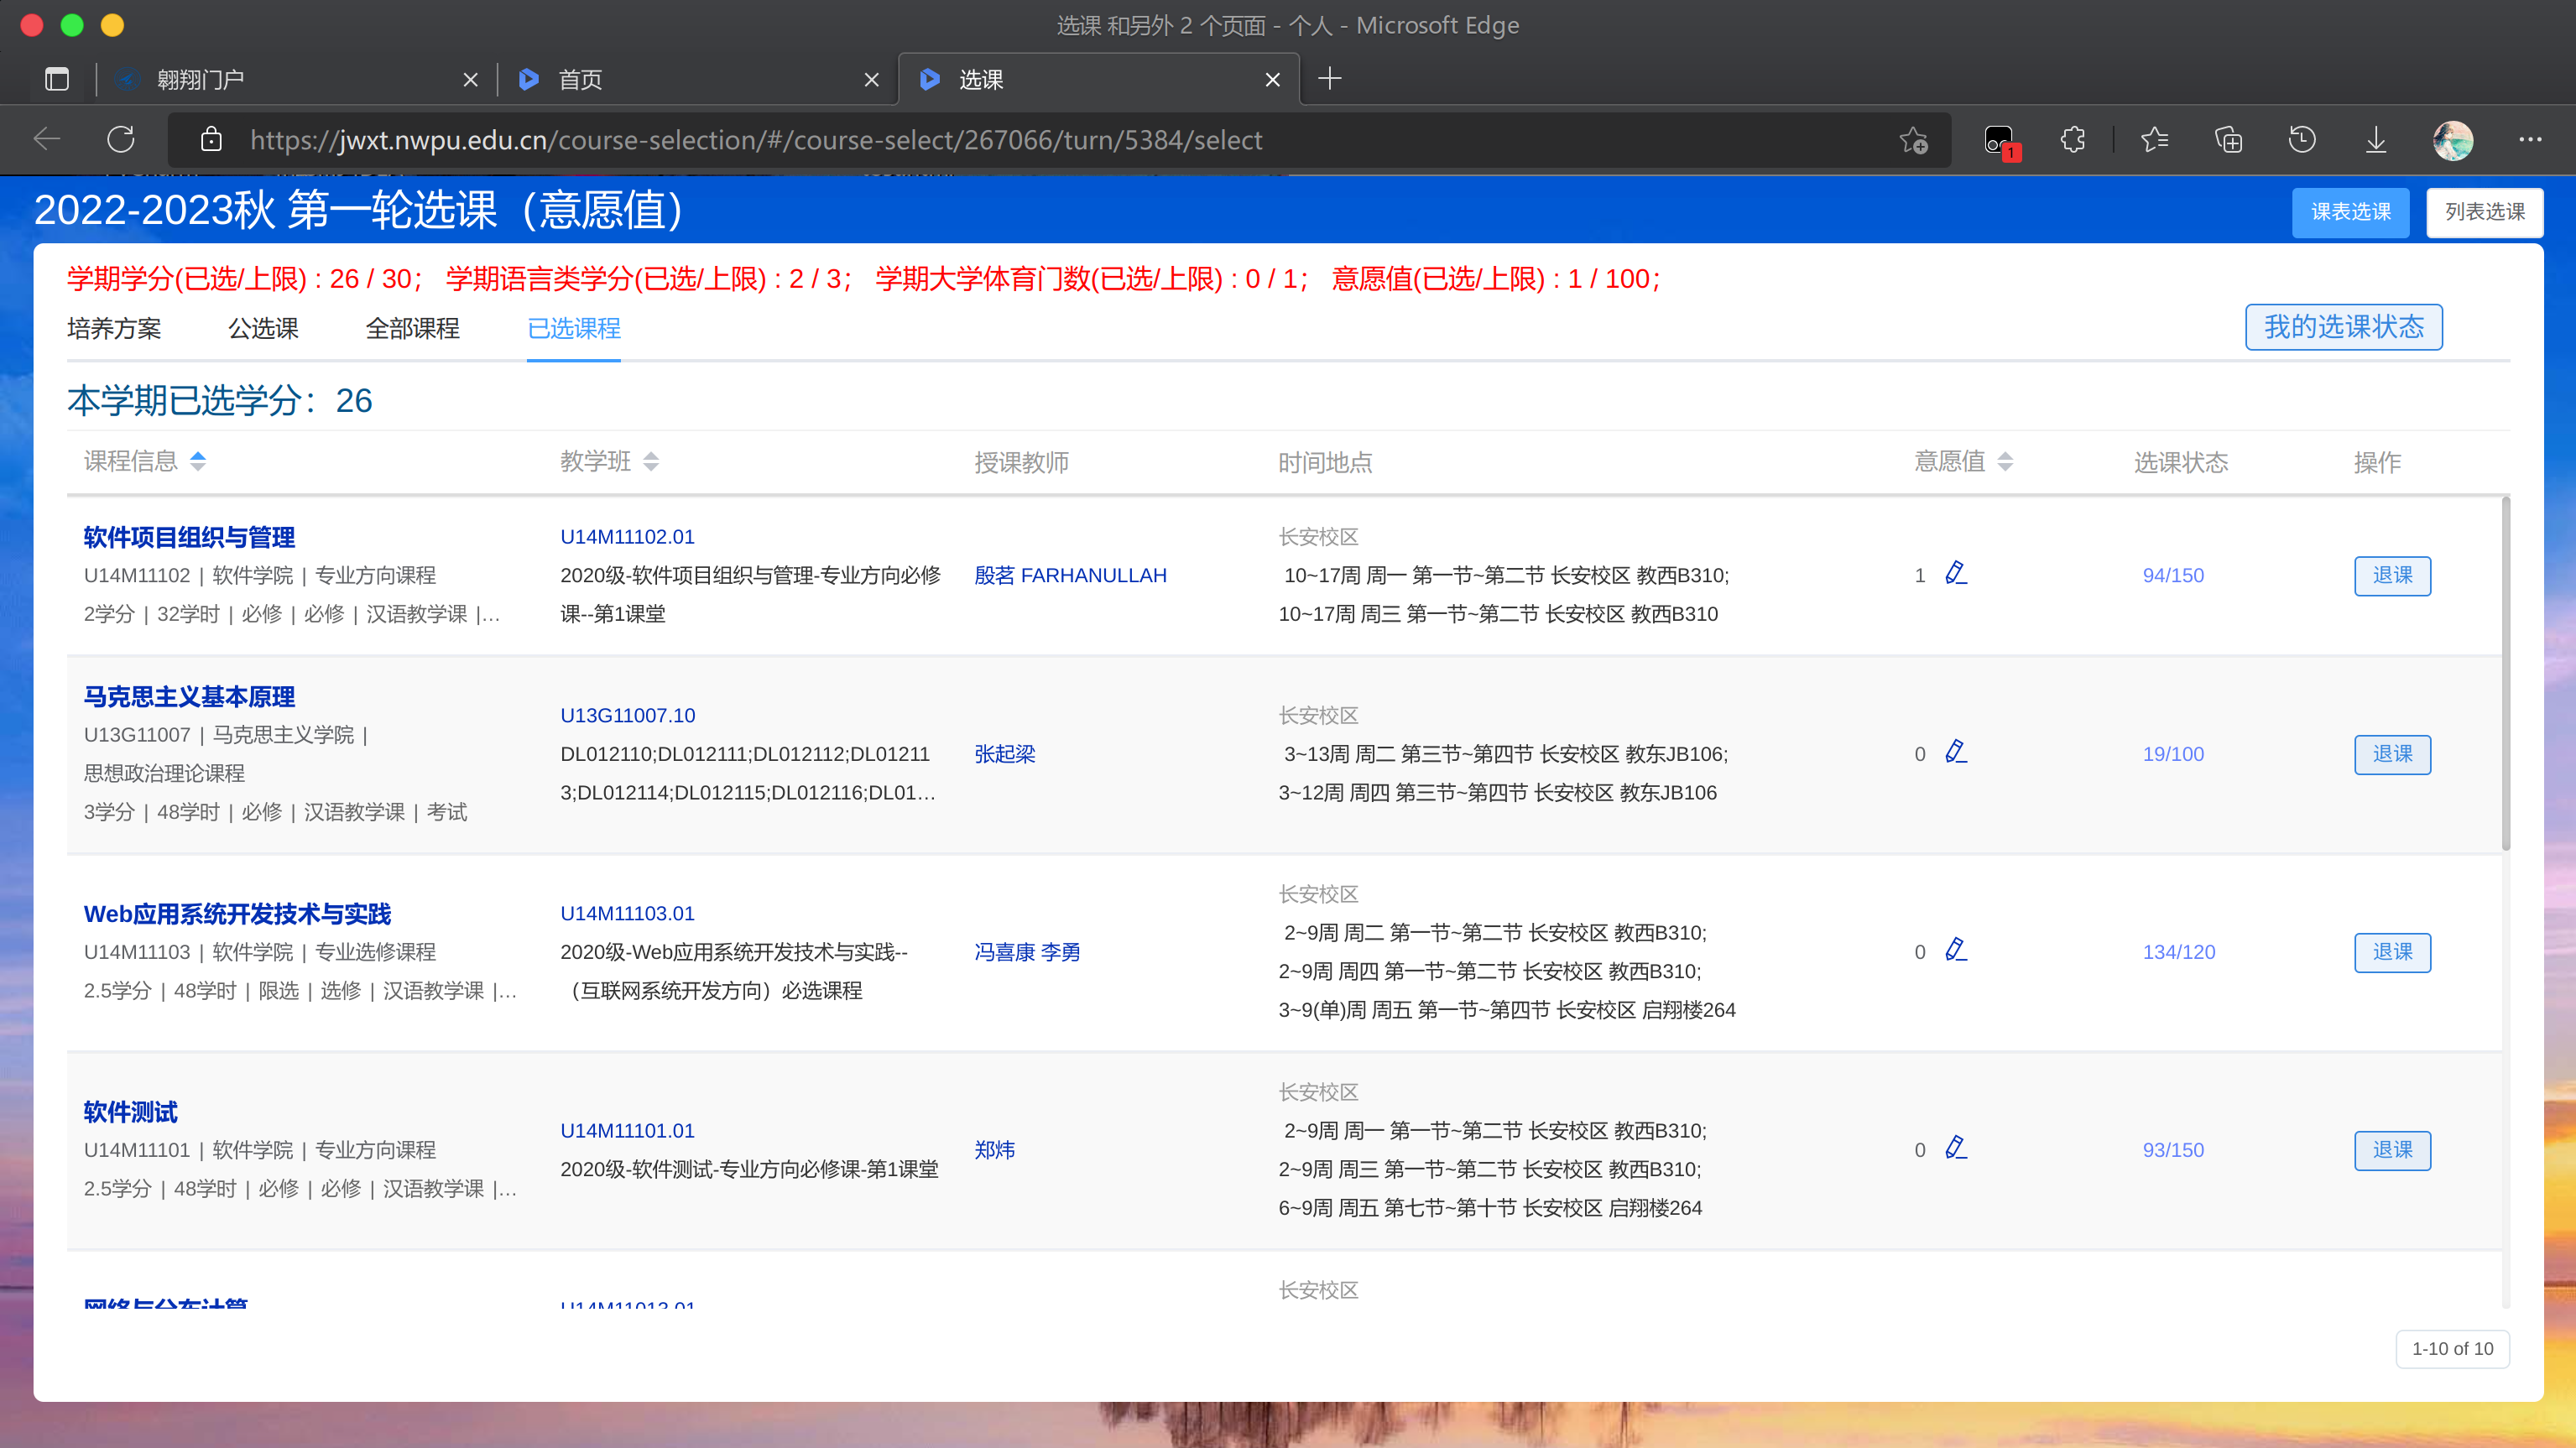 选课 和另外 2 个页面 - 个人 - Microsoft Edge
翱翔门户
首页
选课
https://jwxt.nwpu.edu.cn/course-selection/#/course-select/267066/turn/5384/select
1
2022-2023秋 第一轮选课（意愿值）
课表选课
列表选课
学期学分(已选/上限) : 26 / 30； 学期语言类学分(已选/上限) : 2 / 3； 学期大学体育门数(已选/上限) : 0 / 1； 意愿值(已选/上限) : 1 / 100；
培养方案 公选课 全部课程 已选课程
我的选课状态
本学期已选学分：26
课程信息 教学班 授课教师 时间地点 意愿值 选课状态 操作
软件项目组织与管理
U14M11102 | 软件学院 | 专业方向课程
2学分 | 32学时 | 必修 | 必修 | 汉语教学课 |...
U14M11102.01
2020级-软件项目组织与管理-专业方向必修
课--第1课堂
殷茗 FARHANULLAH
长安校区
10~17周 周一 第一节~第二节 长安校区 教西B310;
10~17周 周三 第一节~第二节 长安校区 教西B310
1
94/150
退课
马克思主义基本原理
U13G11007 | 马克思主义学院 |
思想政治理论课程
3学分 | 48学时 | 必修 | 汉语教学课 | 考试
U13G11007.10
DL012110;DL012111;DL012112;DL01211
3;DL012114;DL012115;DL012116;DL01...
张起梁
长安校区
3~13周 周二 第三节~第四节 长安校区 教东JB106;
3~12周 周四 第三节~第四节 长安校区 教东JB106
0
19/100
退课
Web应用系统开发技术与实践
U14M11103 | 软件学院 | 专业选修课程
2.5学分 | 48学时 | 限选 | 选修 | 汉语教学课 |...
U14M11103.01
2020级-Web应用系统开发技术与实践--
（互联网系统开发方向）必选课程
冯喜康 李勇
长安校区
2~9周 周二 第一节~第二节 长安校区 教西B310;
2~9周 周四 第一节~第二节 长安校区 教西B310;
3~9(单)周 周五 第一节~第四节 长安校区 启翔楼264
0
134/120
退课
软件测试
U14M11101 | 软件学院 | 专业方向课程
2.5学分 | 48学时 | 必修 | 必修 | 汉语教学课 |...
U14M11101.01
2020级-软件测试-专业方向必修课-第1课堂
郑炜
长安校区
2~9周 周一 第一节~第二节 长安校区 教西B310;
2~9周 周三 第一节~第二节 长安校区 教西B310;
6~9周 周五 第七节~第十节 长安校区 启翔楼264
0
93/150
退课
网络与分布计算
U14M11013.01
长安校区
1-10 of 10